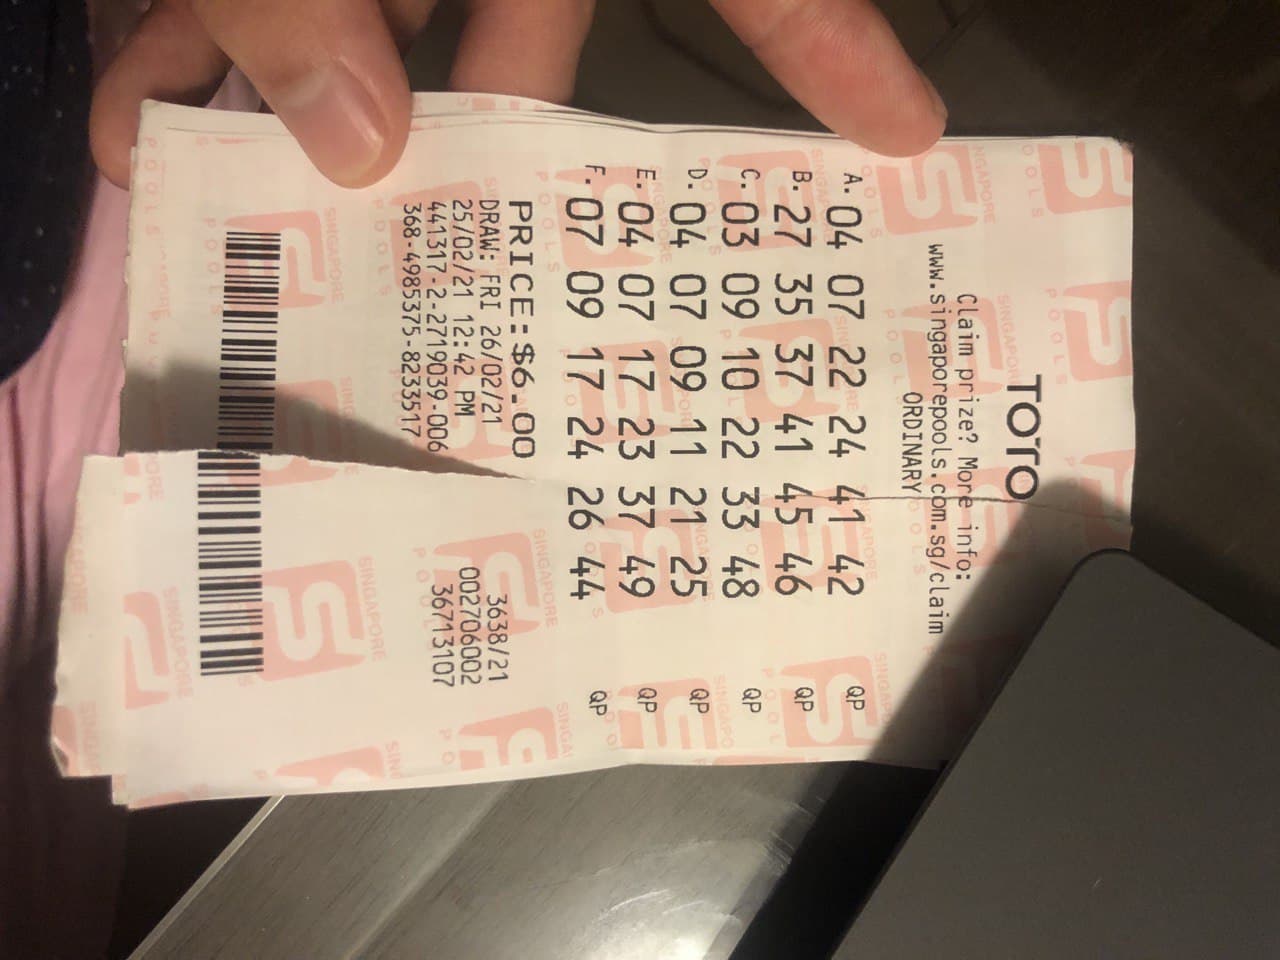 TOTO
Claim prize? More info:
www.singaporepools.com.sg/claim
ORDINARY
A. 04 07 22 24 41 42 QP
B. 27 35 37 41 45 46 QP
C. 03 09 10 22 33 48 QP
D. 04 07 09 11 21 25 QP
E. 04 07 17 23 37 49 QP
F. 07 09 17 24 26 44 QP
PRICE:$6.00
DRAW: FRI 26/02/21 3638/21
25/02/21 12:42 PM 002706002
441317-2-2719039-006 36713107
368-4985375-8233517
SINGAPORE POOLS